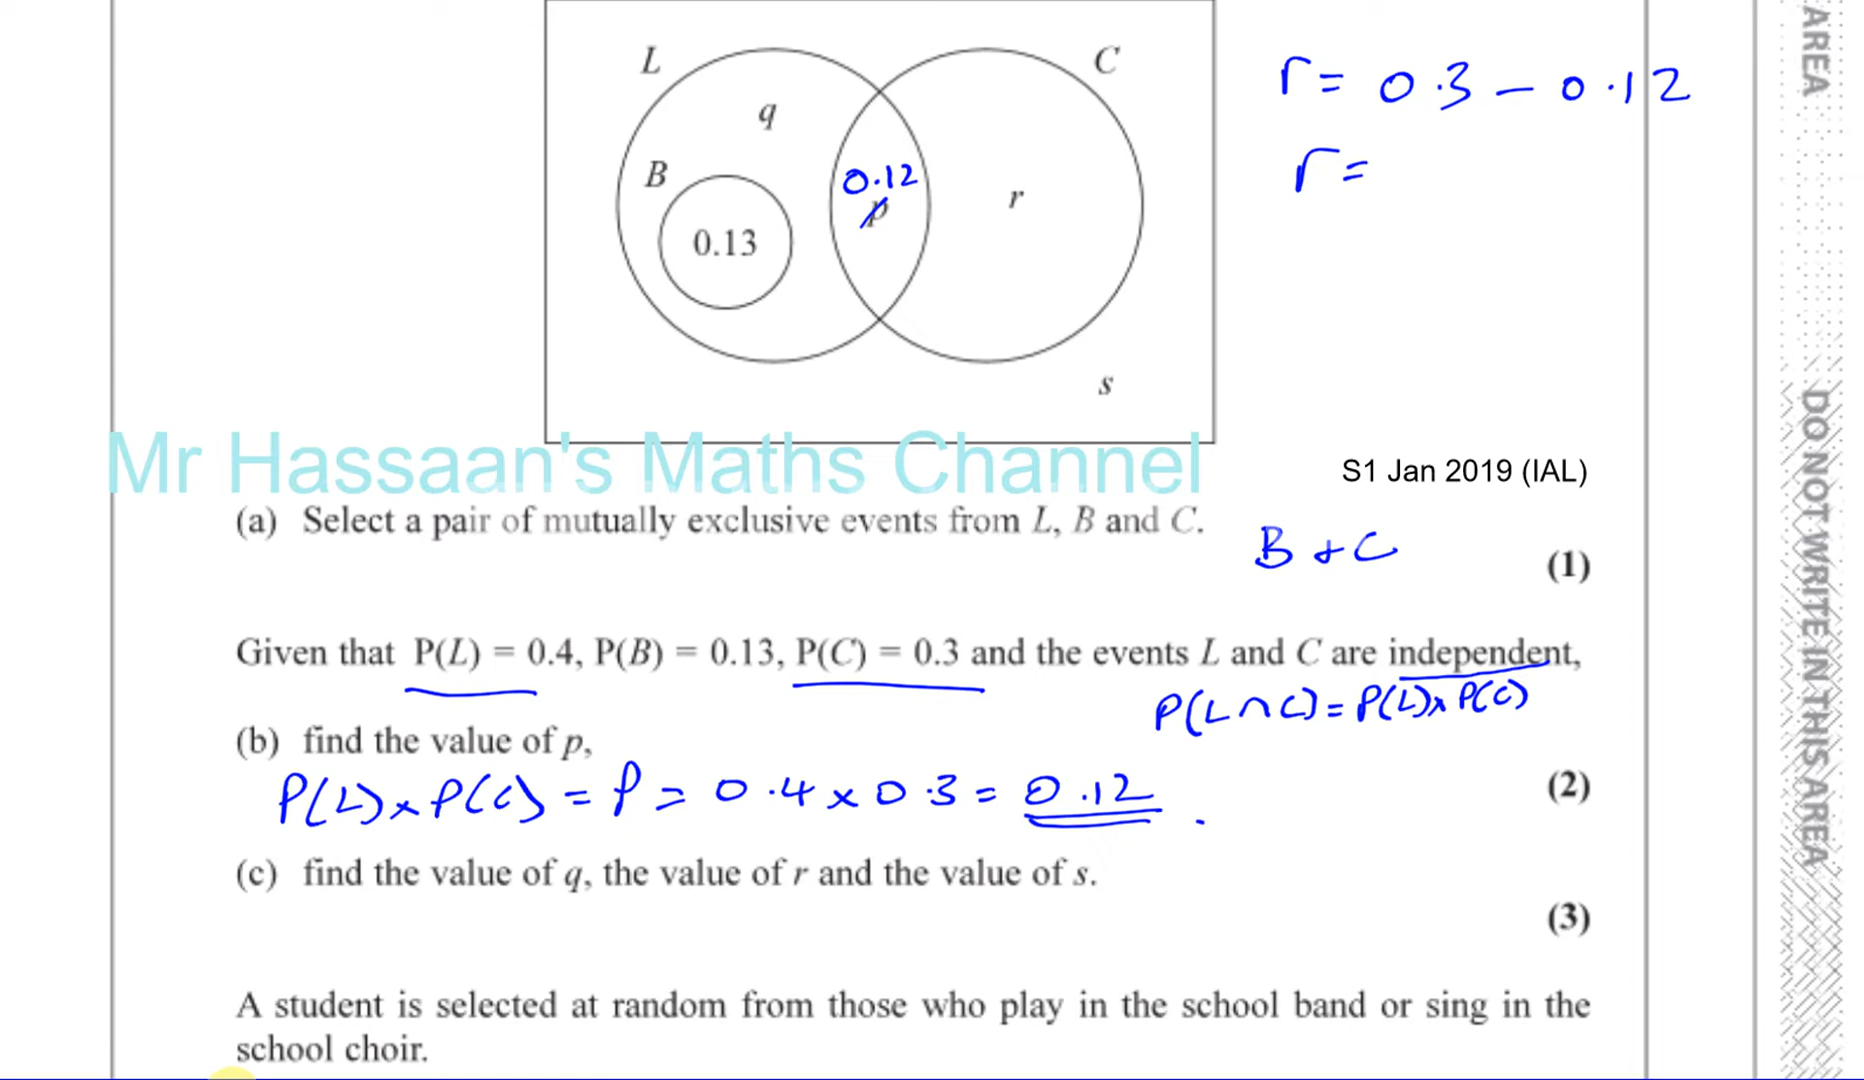 L
C
r = 0.3 – 0.12
q
B
0.12
r =
p
r
0.13
s
Mr Hassaan's Maths Channel
S1 Jan 2019 (IAL)
(a) Select a pair of mutually exclusive events from L, B and C.
B + C
(1)
Given that P(L) = 0.4, P(B) = 0.13, P(C) = 0.3 and the events L and C are independent,
P(L∩C) = P(L) x P(C)
(b) find the value of p,
P(L) x P(C) = P = 0.4 x 0.3 = 0.12.
(2)
(c) find the value of q, the value of r and the value of s.
(3)
A student is selected at random from those who play in the school band or sing in the
school choir.
AREA
DO NOT WRITE IN THIS AREA